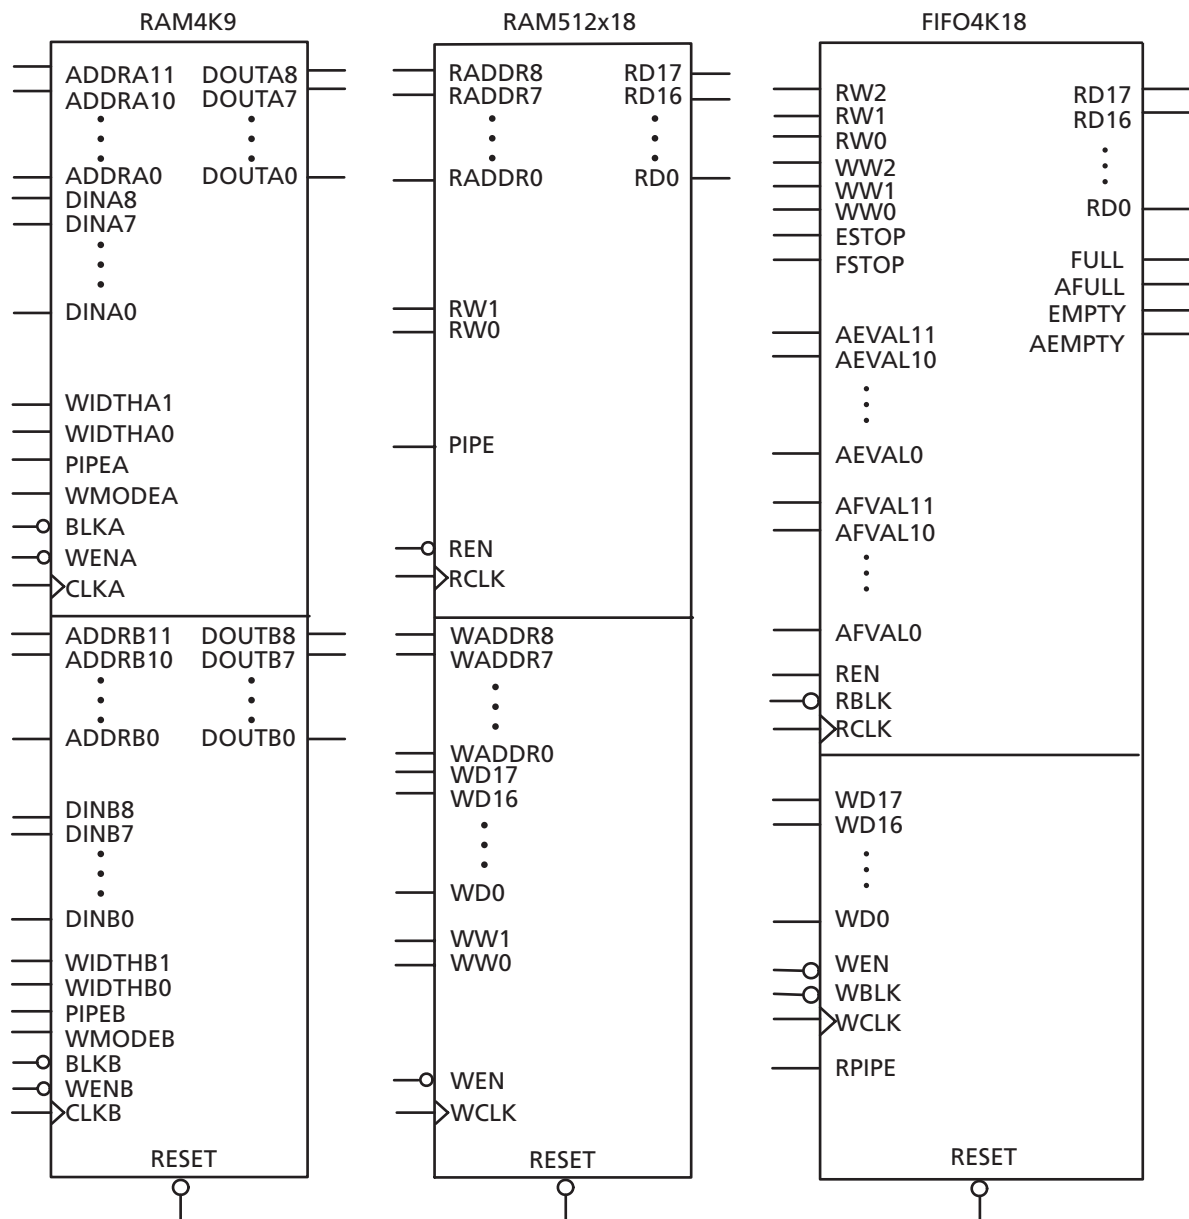 RAM4K9
ADDRA11 DOUTA8
ADDRA10 DOUTA7
ADDRA0 DOUTA0
DINA8
DINA7
DINA0
WIDTHA1
WIDTHA0
PIPEA
WMODEA
BLKA
WENA
CLKA
ADDRB11 DOUTB8
ADDRB10 DOUTB7
ADDRB0 DOUTB0
DINB8
DINB7
DINB0
WIDTHB1
WIDTHB0
PIPEB
WMODEB
BLKB
WENB
CLKB
RESET
RAM512x18
RADDR8 RD17
RADDR7 RD16
RADDR0 RD0
RW1
RW0
PIPE
REN
RCLK
WADDR8
WADDR7
WADDR0
WD17
WD16
WD0
WW1
WW0
WEN
WCLK
RESET
FIFO4K18
RW2 RD17
RW1 RD16
RW0
WW2
WW1
WW0 RD0
ESTOP
FSTOP FULL
AFULL
EMPTY
AEVAL11 AEMPTY
AEVAL10
AEVAL0
AFVAL11
AFVAL10
AFVAL0
REN
RBLK
RCLK
WD17
WD16
WD0
WEN
WBLK
WCLK
RPIPE
RESET